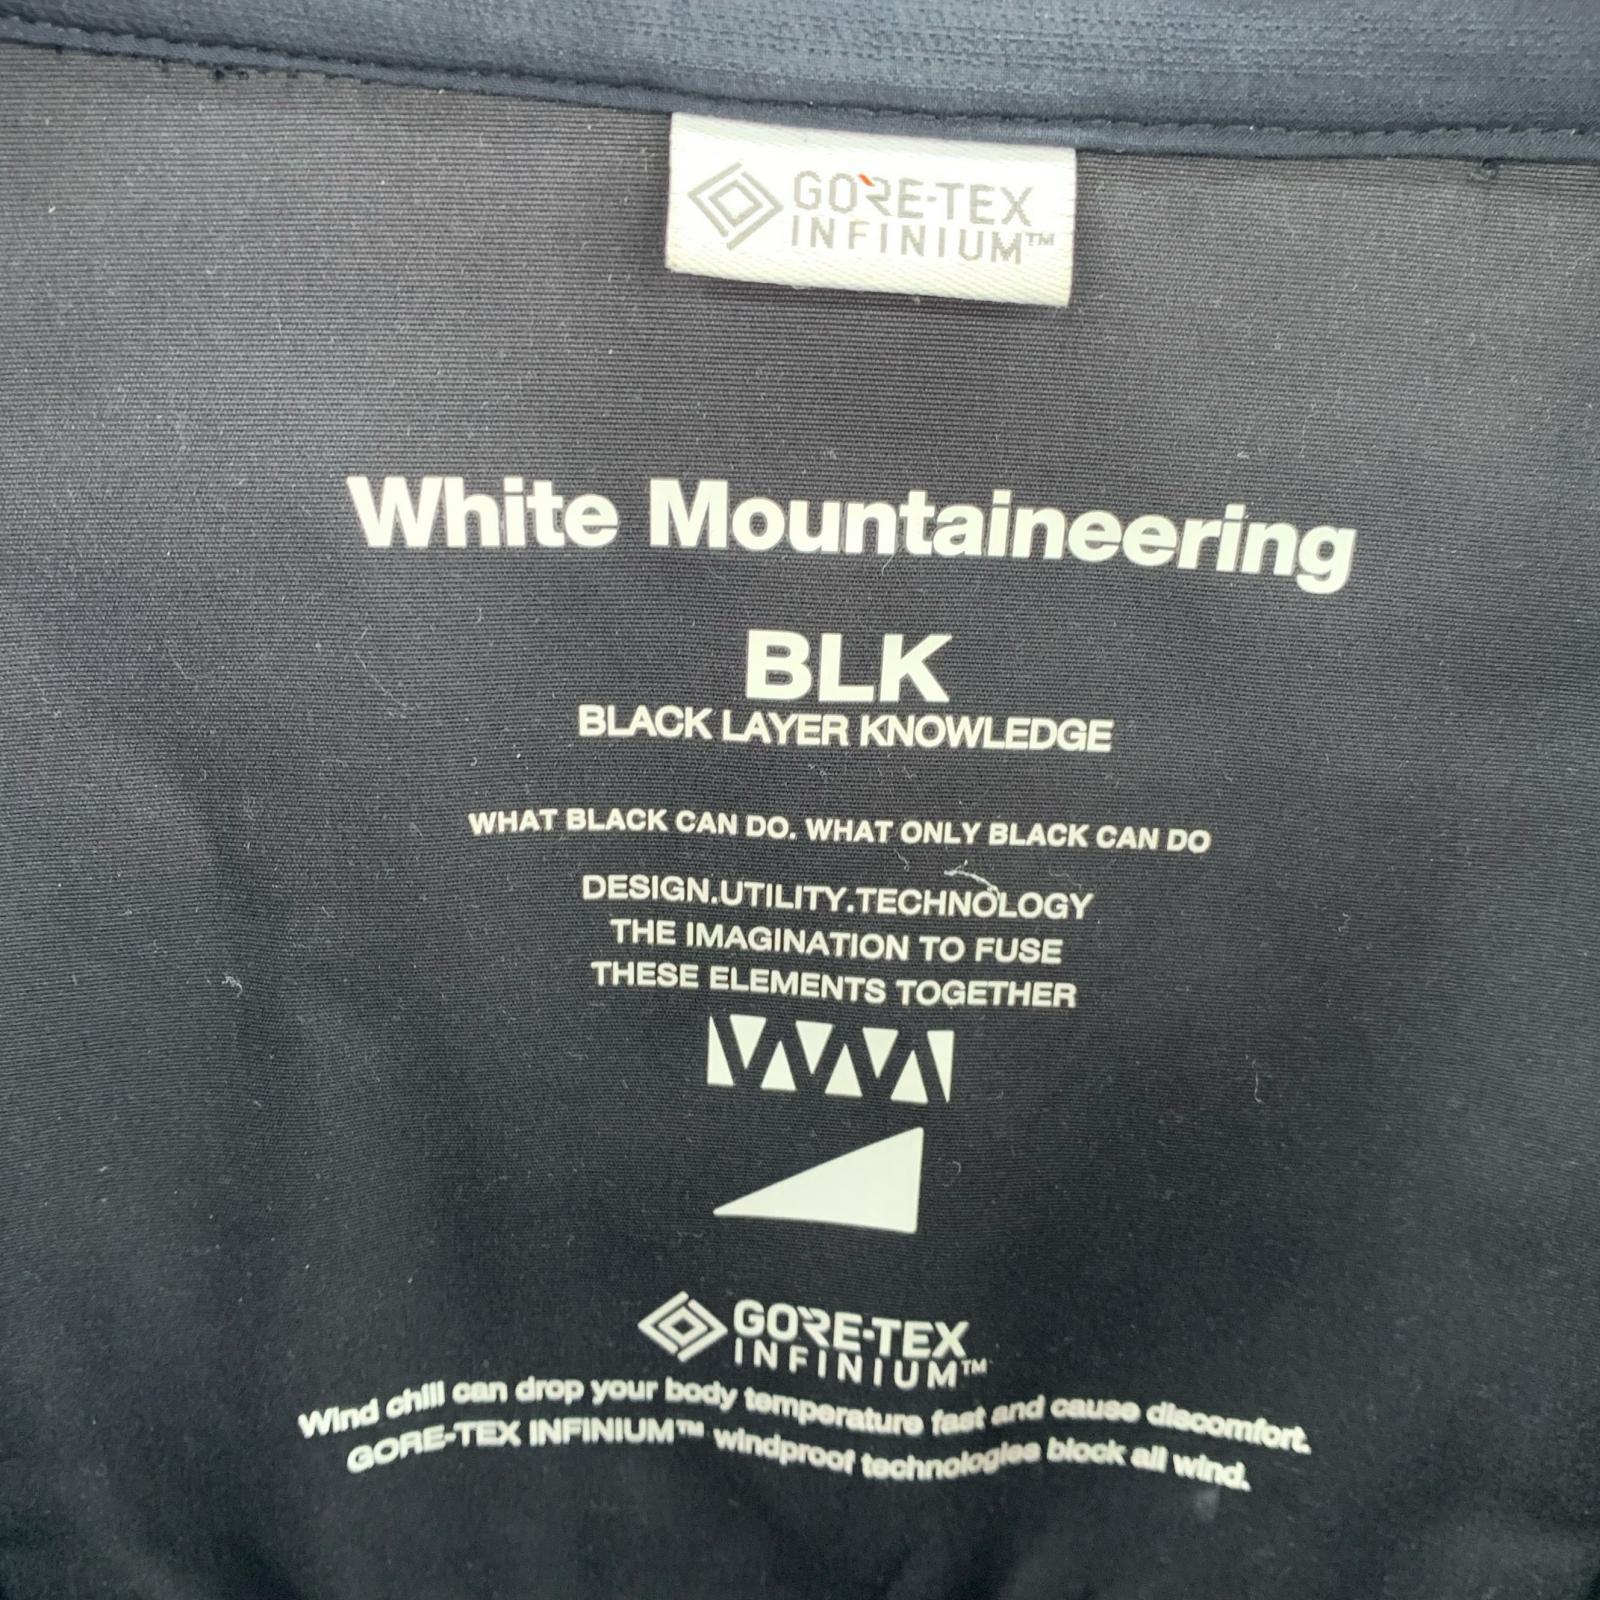 GORE-TEX
INFINIUM™
White Mountaineering
BLK
BLACK LAYER KNOWLEDGE
WHAT BLACK CAN DO. WHAT ONLY BLACK CAN DO
DESIGN.UTILITY.TECHNOLOGY
THE IMAGINATION TO FUSE
THESE ELEMENTS TOGETHER
GORE-TEX
INFINIUM™
Wind chill can drop your body temperature fast and cause discomfort.
GORE-TEX INFINIUM™ windproof technologies block all wind.